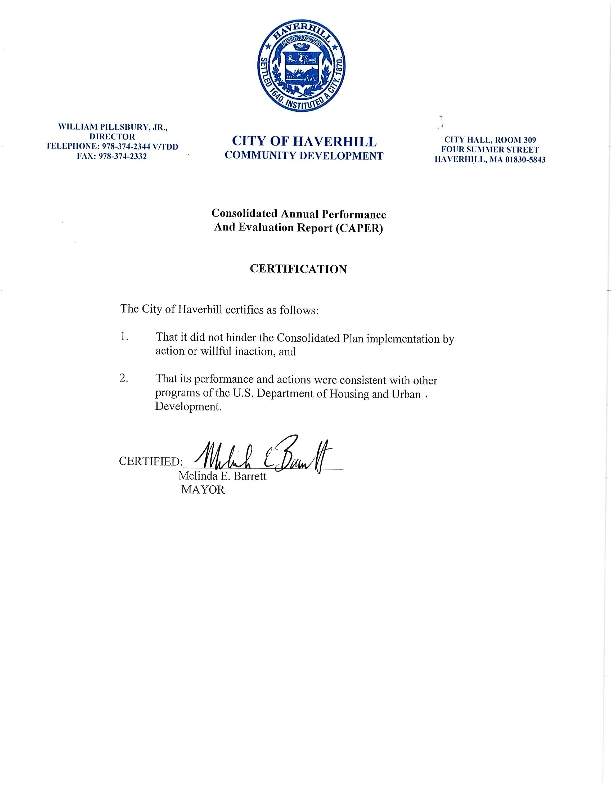 HAVERHILL
SETTLED 1640. INSTITUTED A CITY. 1870.
WILLIAM PILLSBURY, JR.,
DIRECTOR
TELEPHONE: 978-374-2344 V/TDD
FAX: 978-374-2332
CITY OF HAVERHILL
COMMUNITY DEVELOPMENT
CITY HALL, ROOM 309
FOUR SUMMER STREET
HAVERHILL, MA 01830-5843
Consolidated Annual Performance
And Evaluation Report (CAPER)
CERTIFICATION
The City of Haverhill certifies as follows:
1. That it did not hinder the Consolidated Plan implementation by
action or willful inaction, and
2. That its performance and actions were consistent with other
programs of the U.S. Department of Housing and Urban
Development.
CERTIFIED:
Melinda E. Barrett
MAYOR